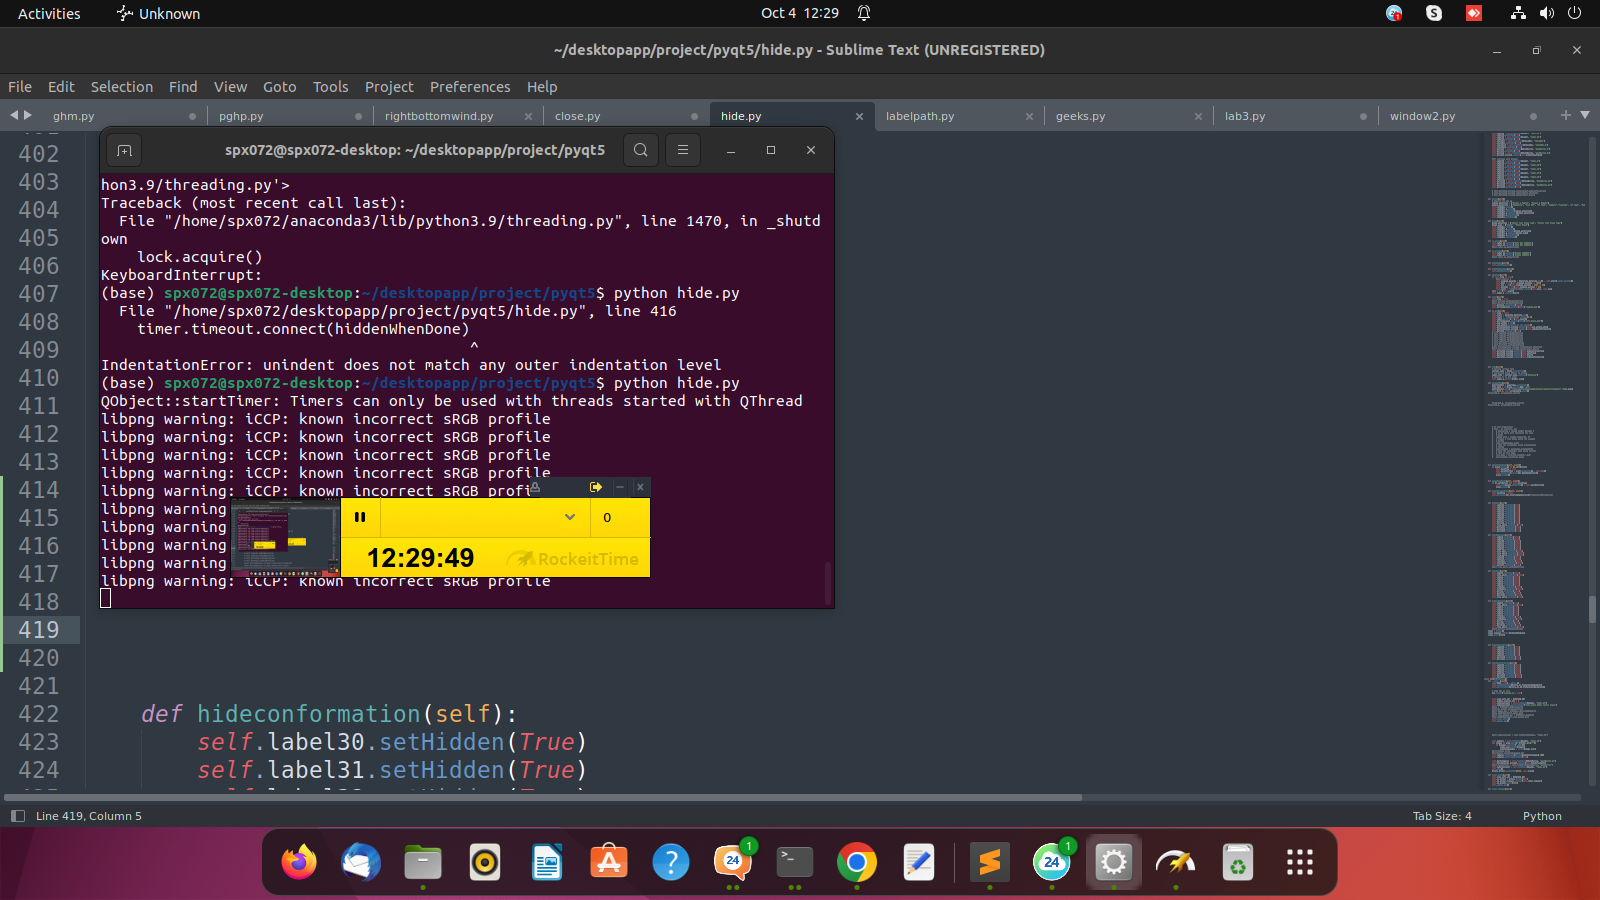 Activities
Unknown
Oct 4 12:29
~/desktopapp/project/pyqt5/hide.py - Sublime Text (UNREGISTERED)
File Edit Selection Find View Goto Tools Project Preferences Help
ghm.py
pghp.py
rightbottomwind.py
close.py
hide.py
labelpath.py
geeks.py
lab3.py
window2.py
spx072@spx072-desktop: ~/desktopapp/project/pyqt5
hon3.9/threading.py'>
Traceback (most recent call last):
File "/home/spx072/anaconda3/lib/python3.9/threading.py", line 1470, in _shutd
own
lock.acquire()
KeyboardInterrupt:
(base) spx072@spx072-desktop:~/desktopapp/project/pyqt5$ python hide.py
File "/home/spx072/desktopapp/project/pyqt5/hide.py", line 416
timer.timeout.connect(hiddenWhenDone)
^
IndentationError: unindent does not match any outer indentation level
(base) spx072@spx072-desktop:~/desktopapp/project/pyqt5$ python hide.py
QObject::startTimer: Timers can only be used with threads started with QThread
libpng warning: iCCP: known incorrect sRGB profile
libpng warning: iCCP: known incorrect sRGB profile
libpng warning: iCCP: known incorrect sRGB profile
libpng warning: iCCP: known incorrect sRGB profile
libpng warning: iCCP: known incorrect sRGB prof
libpng warning:
libpng warning:
libpng warning:
libpng warning:
libpng warning: iCCP: known incorrect sRGB profile
0
12:29:49
RockeitTime
402
403
404
405
406
407
408
409
410
411
412
413
414
415
416
417
418
419
420
421
422 def hideconformation(self):
423 self.label30.setHidden(True)
424 self.label31.setHidden(True)
Line 419, Column 5
Tab Size: 4
Python
24
1
24
1